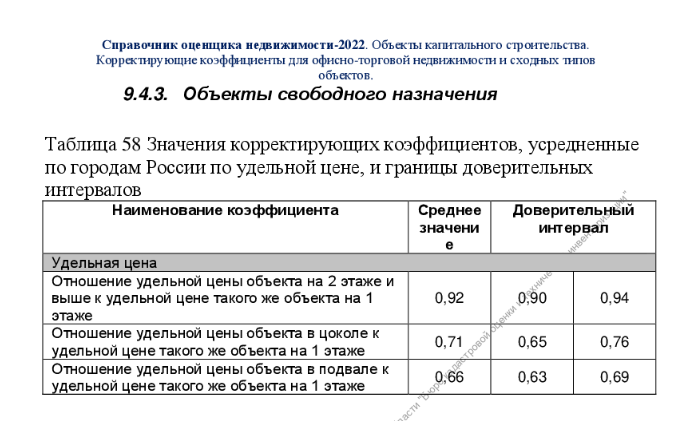 Справочник оценщика недвижимости-2022. Объекты капитального строительства.
Корректирующие коэффициенты для офисно-торговой недвижимости и сходных типов
объектов.
9.4.3. Объекты свободного назначения
Таблица 58 Значения корректирующих коэффициентов, усредненные
по городам России по удельной цене, и границы доверительных
интервалов
Наименование коэффициента Среднее Доверительный
значени интервал
е
Удельная цена
Отношение удельной цены объекта на 2 этаже и
выше к удельной цене такого же объекта на 1 0,92 0,90 0,94
этаже
Отношение удельной цены объекта в цоколе к
удельной цене такого же объекта на 1 этаже 0,71 0,65 0,76
Отношение удельной цены объекта в подвале к
удельной цене такого же объекта на 1 этаже 0,66 0,63 0,69